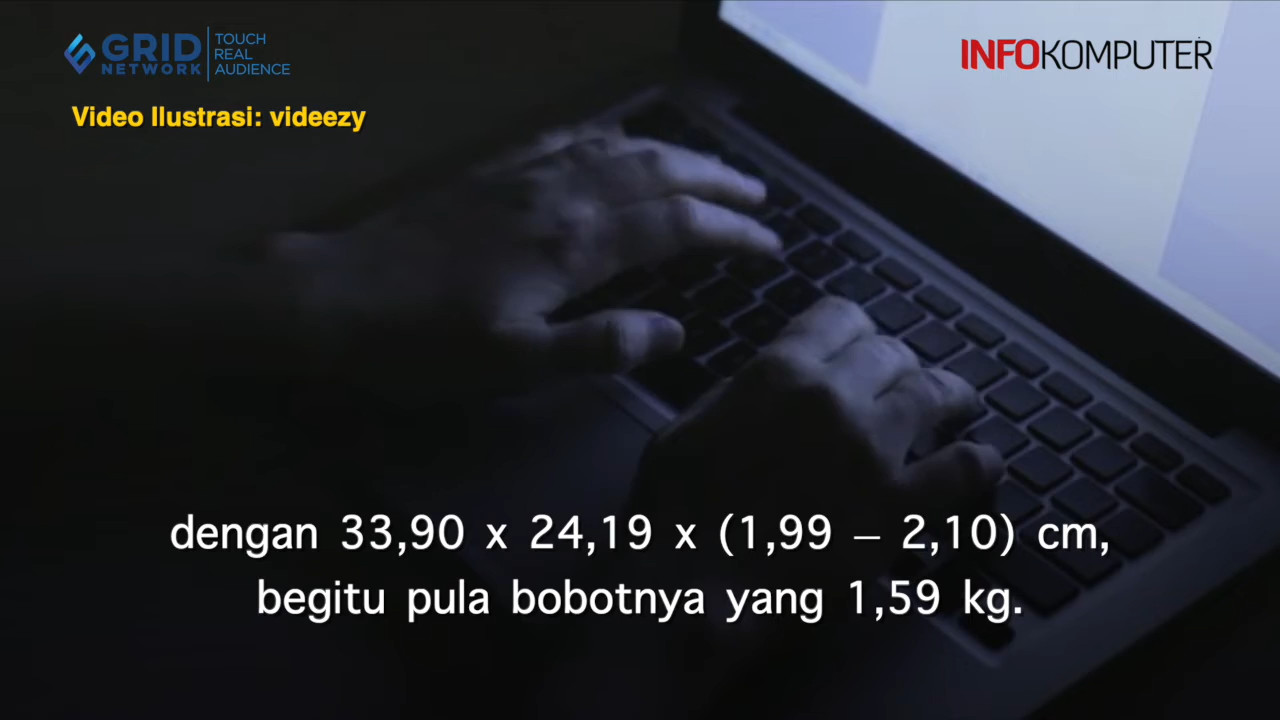 GRID
NETWORK
TOUCH
REAL
AUDIENCE
INFOKOMPUTER
Video Ilustrasi: videezy
dengan 33,90 x 24,19 x (1,99 – 2,10) cm,
begitu pula bobotnya yang 1,59 kg.